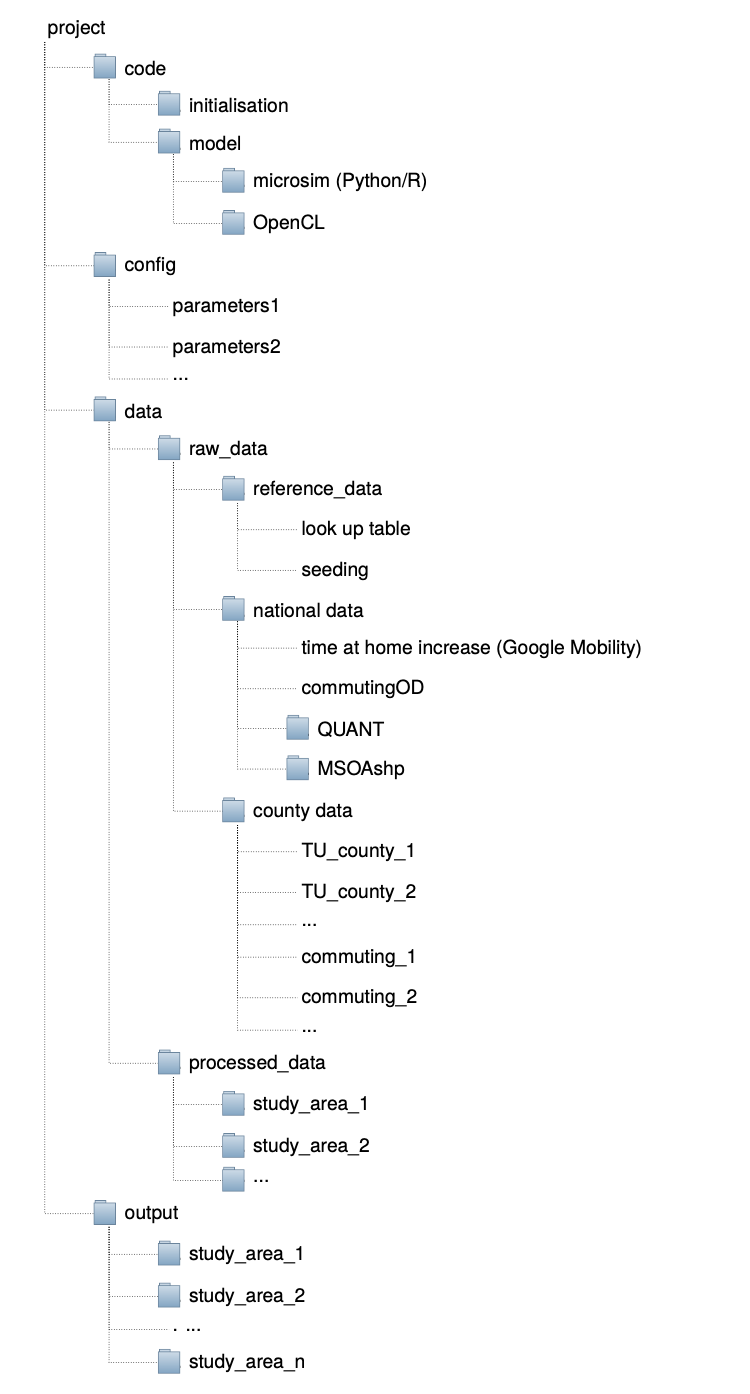 project
code
initialisation
model
microsim (Python/R)
OpenCL
config
parameters1
parameters2
...
data
raw_data
reference_data
look up table
seeding
national data
time at home increase (Google Mobility)
commutingOD
QUANT
MSOAshp
county data
TU_county_1
TU_county_2
...
commuting_1
commuting_2
...
processed_data
study_area_1
study_area_2
...
output
study_area_1
study_area_2
. ...
study_area_n